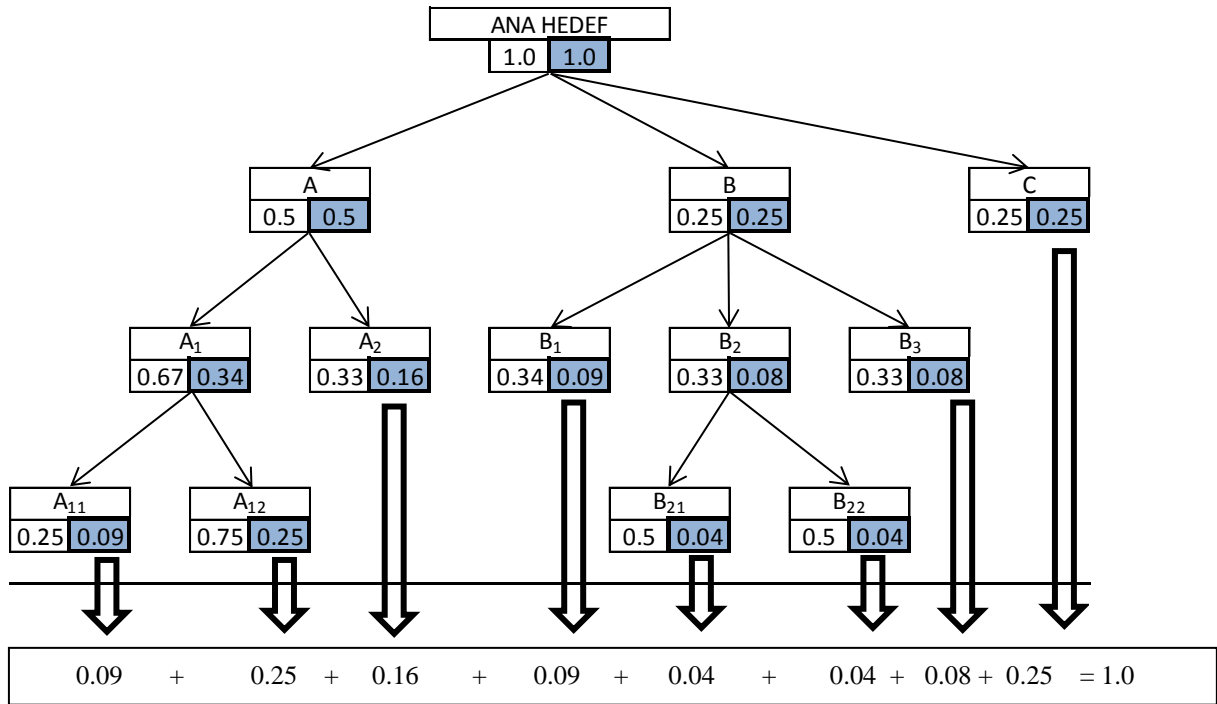 ANA HEDEF
1.0 1.0
A B C
0.5 0.5 0.25 0.25 0.25 0.25
A1 A2 B1 B2 B3
0.67 0.34 0.33 0.16 0.34 0.09 0.33 0.08 0.33 0.08
A11 A12 B21 B22
0.25 0.09 0.75 0.25 0.5 0.04 0.5 0.04
0.09 + 0.25 + 0.16 + 0.09 + 0.04 + 0.04 + 0.08 + 0.25 = 1.0